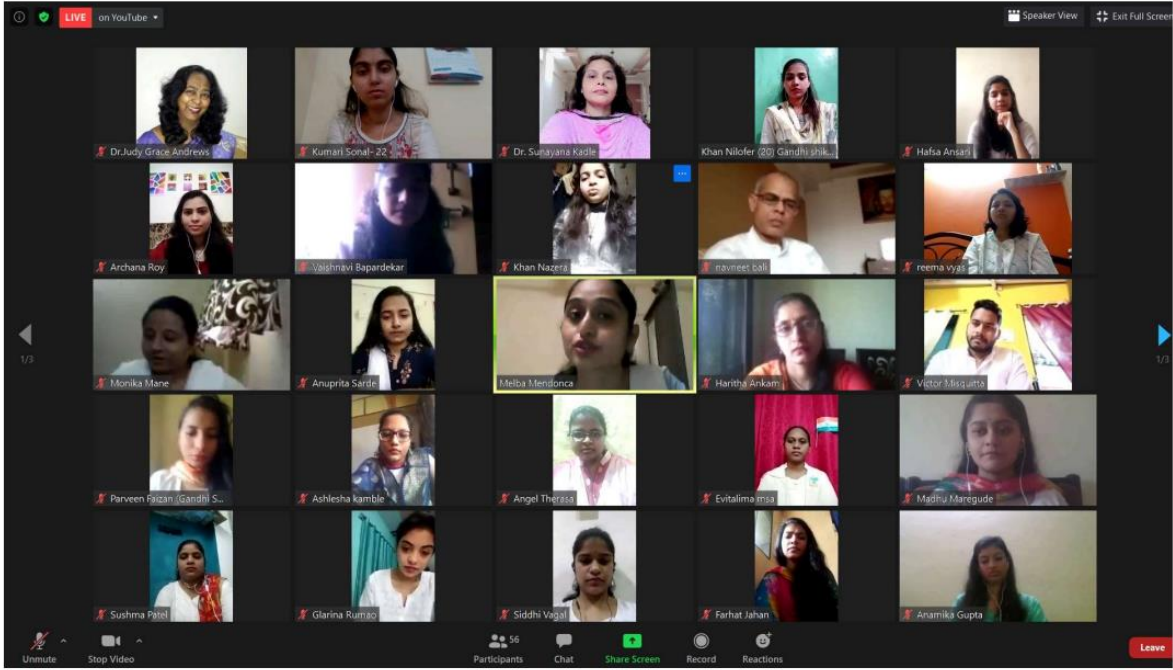 LIVE on YouTube
Speaker View
Exit Full Screen
Dr.Judy Grace Andrews
Kumari Sonal- 22
Dr. Sunayana Kadle
Khan Nilofer (20) Gandhi shik...
Hafsa Ansari
Archana Roy
Vaishnavi Bapardekar
Khan Nazera
navneet bali
reema vyas
1/3
Monika Mane
Anuprita Sarde
Melba Mendonca
Haritha Ankam
Victor Misquitta
1/3
Parveen Faizan (Gandhi S...
Ashlesha kamble
Angel Therasa
Evitalima msa
Madhu Maregude
Sushma Patel
Glarina Rumao
Siddhi Vagal
Farhat Jahan
Anamika Gupta
Unmute
Stop Video
56
Participants
Chat
Share Screen
Record
Reactions
Leave